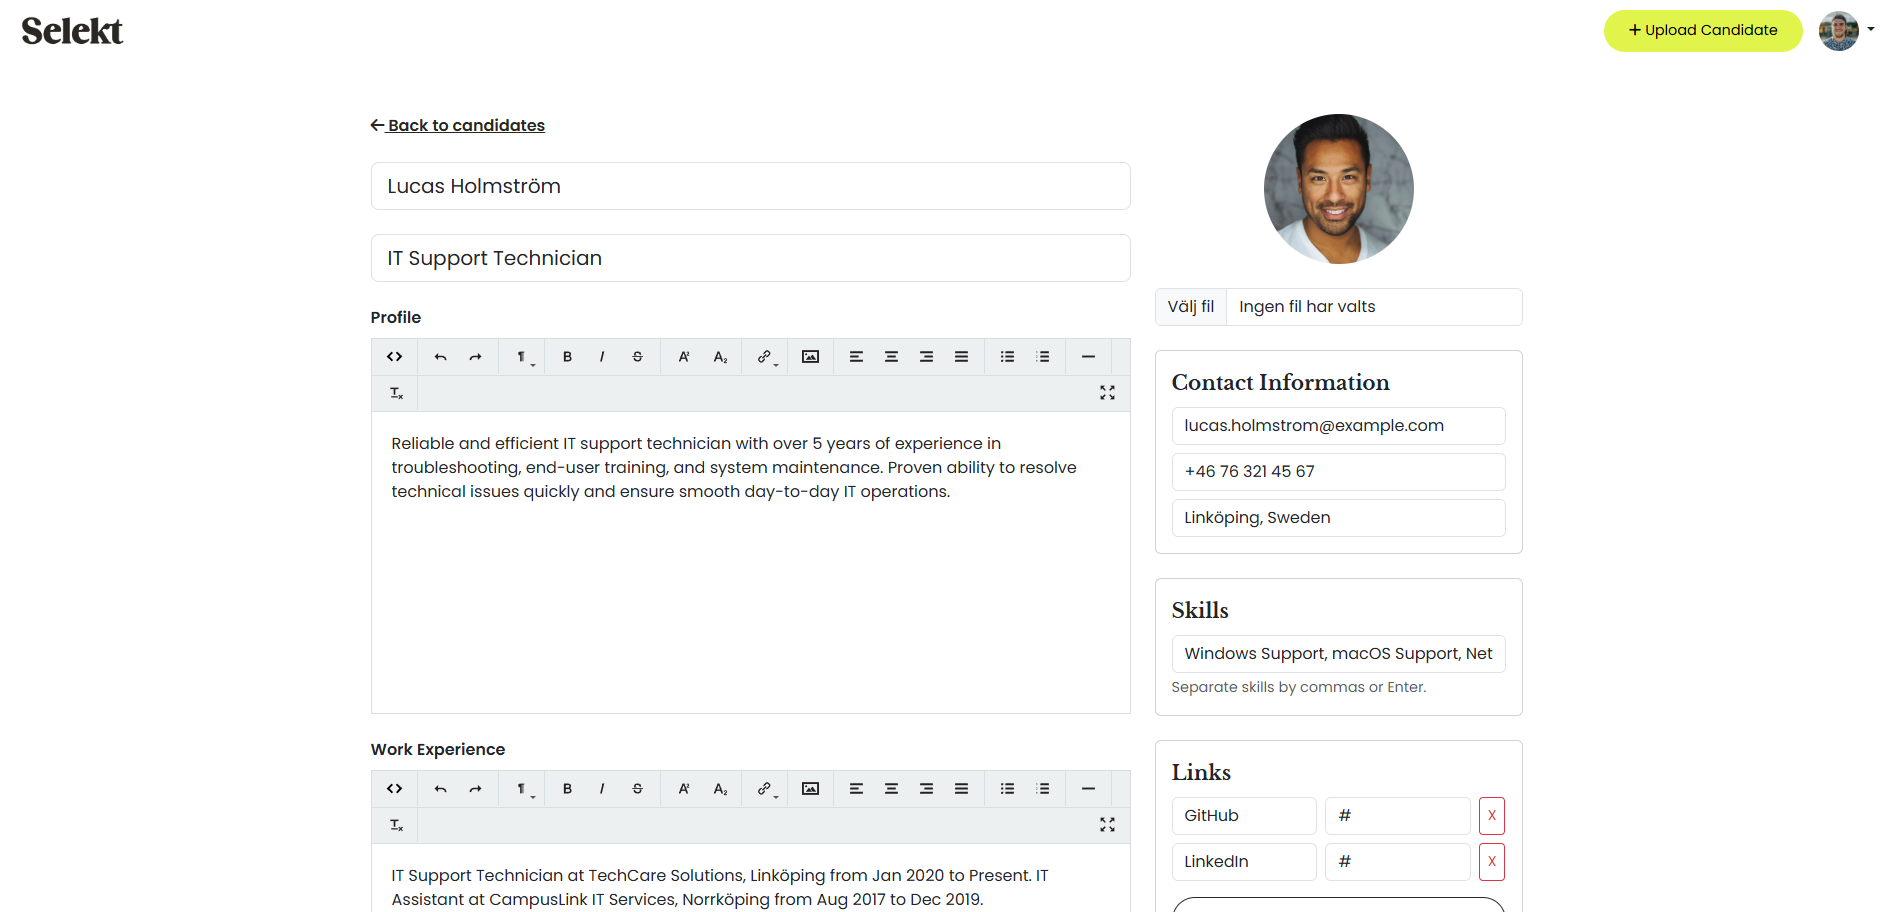 Selekt
+ Upload Candidate
← Back to candidates
Lucas Holmström
IT Support Technician
Profile
Reliable and efficient IT support technician with over 5 years of experience in
troubleshooting, end-user training, and system maintenance. Proven ability to resolve
technical issues quickly and ensure smooth day-to-day IT operations.
Work Experience
IT Support Technician at TechCare Solutions, Linköping from Jan 2020 to Present. IT
Assistant at CampusLink IT Services, Norrköping from Aug 2017 to Dec 2019.
Välj fil Ingen fil har valts
Contact Information
lucas.holmstrom@example.com
+46 76 321 45 67
Linköping, Sweden
Skills
Windows Support, macOS Support, Net
Separate skills by commas or Enter.
Links
GitHub # X
LinkedIn # X